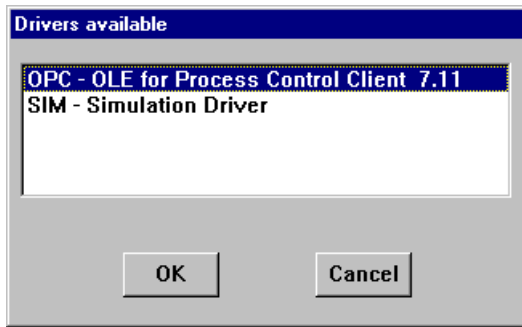 Drivers available
OPC - OLE for Process Control Client  7.11
SIM - Simulation Driver
OK
Cancel